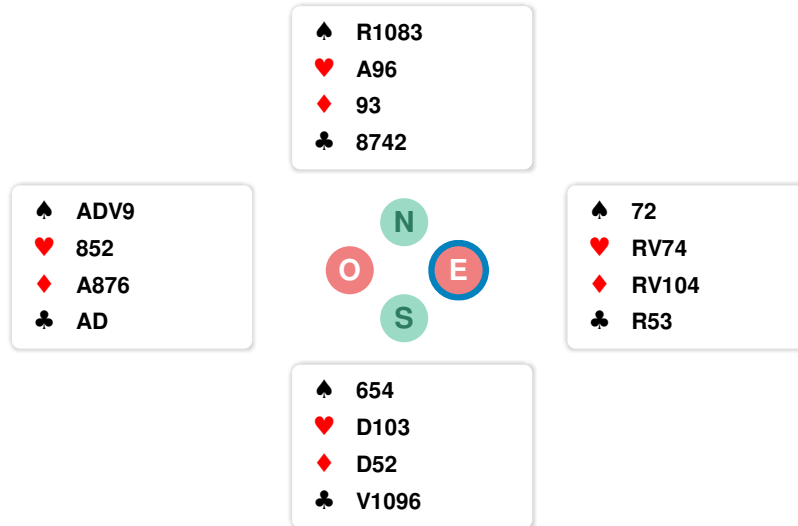 ♠ R1083
♥ A96
♦ 93
♣ 8742
♠ ADV9
♥ 852
♦ A876
♣ AD
N
O
E
S
♠ 72
♥ RV74
♦ RV104
♣ R53
♠ 654
♥ D103
♦ D52
♣ V1096